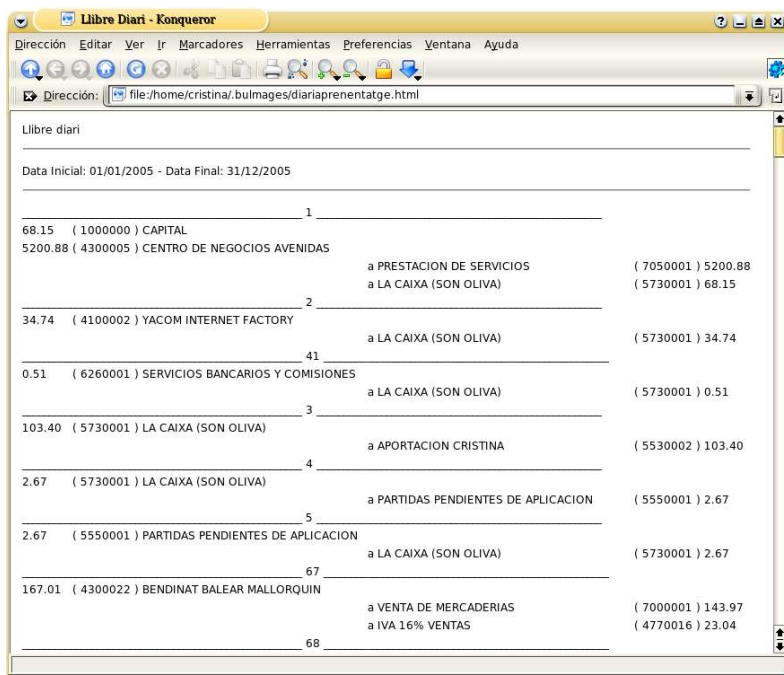 Llibre Diari - Konqueror
Dirección Editar Ver Ir Marcadores Herramientas Preferencias Ventana Ayuda
Dirección: file:/home/cristina/.bulmages/diariaprenentatge.html
Llibre diari
Data Inicial: 01/01/2005 - Data Final: 31/12/2005
1
68.15 ( 1000000 ) CAPITAL
5200.88 ( 4300005 ) CENTRO DE NEGOCIOS AVENIDAS
a PRESTACION DE SERVICIOS ( 7050001 ) 5200.88
a LA CAIXA (SON OLIVA) ( 5730001 ) 68.15
2
34.74 ( 4100002 ) YACOM INTERNET FACTORY
a LA CAIXA (SON OLIVA) ( 5730001 ) 34.74
41
0.51 ( 6260001 ) SERVICIOS BANCARIOS Y COMISIONES
a LA CAIXA (SON OLIVA) ( 5730001 ) 0.51
3
103.40 ( 5730001 ) LA CAIXA (SON OLIVA)
a APORTACION CRISTINA ( 5530002 ) 103.40
4
2.67 ( 5730001 ) LA CAIXA (SON OLIVA)
a PARTIDAS PENDIENTES DE APLICACION ( 5550001 ) 2.67
5
2.67 ( 5550001 ) PARTIDAS PENDIENTES DE APLICACION
a LA CAIXA (SON OLIVA) ( 5730001 ) 2.67
67
167.01 ( 4300022 ) BENDINAT BALEAR MALLORQUIN
a VENTA DE MERCADERIAS ( 7000001 ) 143.97
a IVA 16% VENTAS ( 4770016 ) 23.04
68